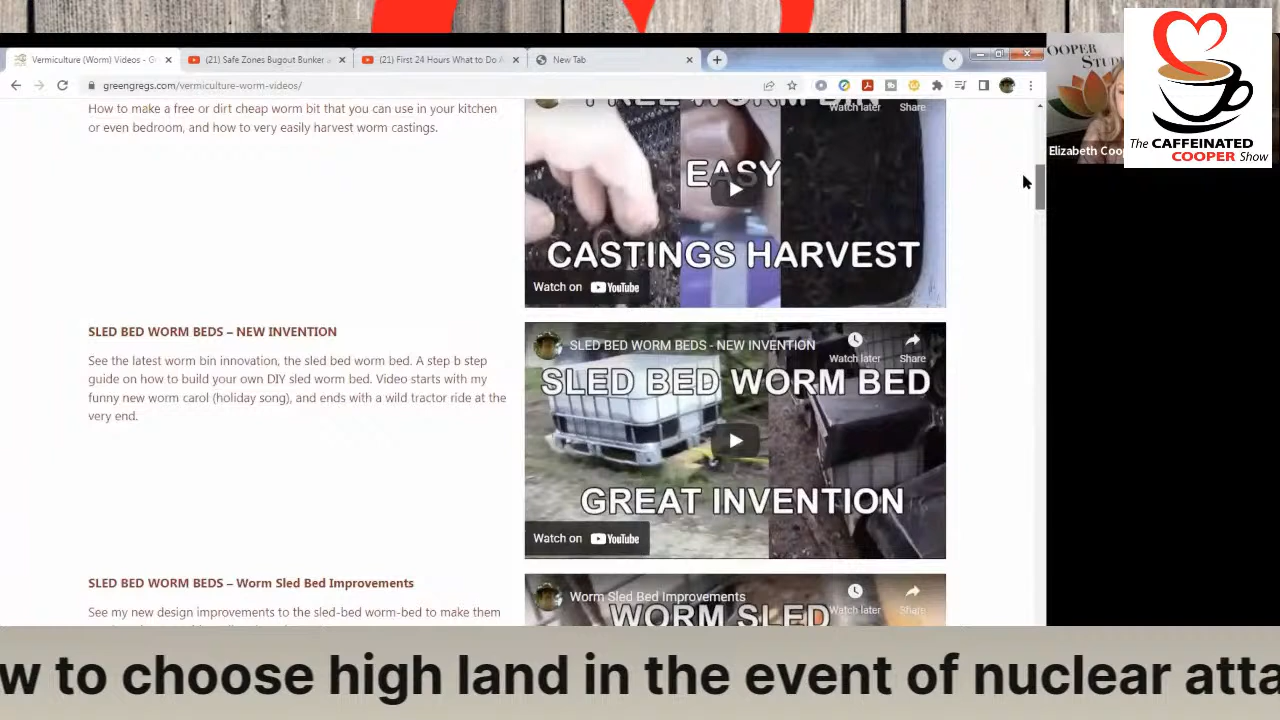 Vermiculture (Worm) Videos - G
(21) Safe Zones
(21) First 24 Hours What to Do -
New Tab
greengregs.com/vermiculture-worm-videos
How to make a free or dirt cheap worm bit that you can use in your kitchen
or even bedroom, and how to very easily harvest worm castings.
FREE WORM BIN
Watch later
Share
EASY
CASTINGS HARVEST
Watch on YouTube
SLED BED WORM BEDS – NEW INVENTION
See the latest worm bin innovation, the sled bed worm bed. A step b step
guide on how to build your own DIY sled worm bed. Video starts with my
funny new worm carol (holiday song), and ends with a wild tractor ride at the
very end.
SLED BED WORM BEDS - NEW INVENTION
Watch later
Share
SLED BED WORM BED
GREAT INVENTION
Watch on YouTube
SLED BED WORM BEDS – Worm Sled Bed Improvements
See my new design improvements to the sled-bed worm-bed to make them
Worm Sled Bed Improvements
Watch later
Share
WORM SLED
OOPER
STUD
Elizabeth Coo
The CAFFEINATED
COOPER Show
w to choose high land in the event of nuclear atta